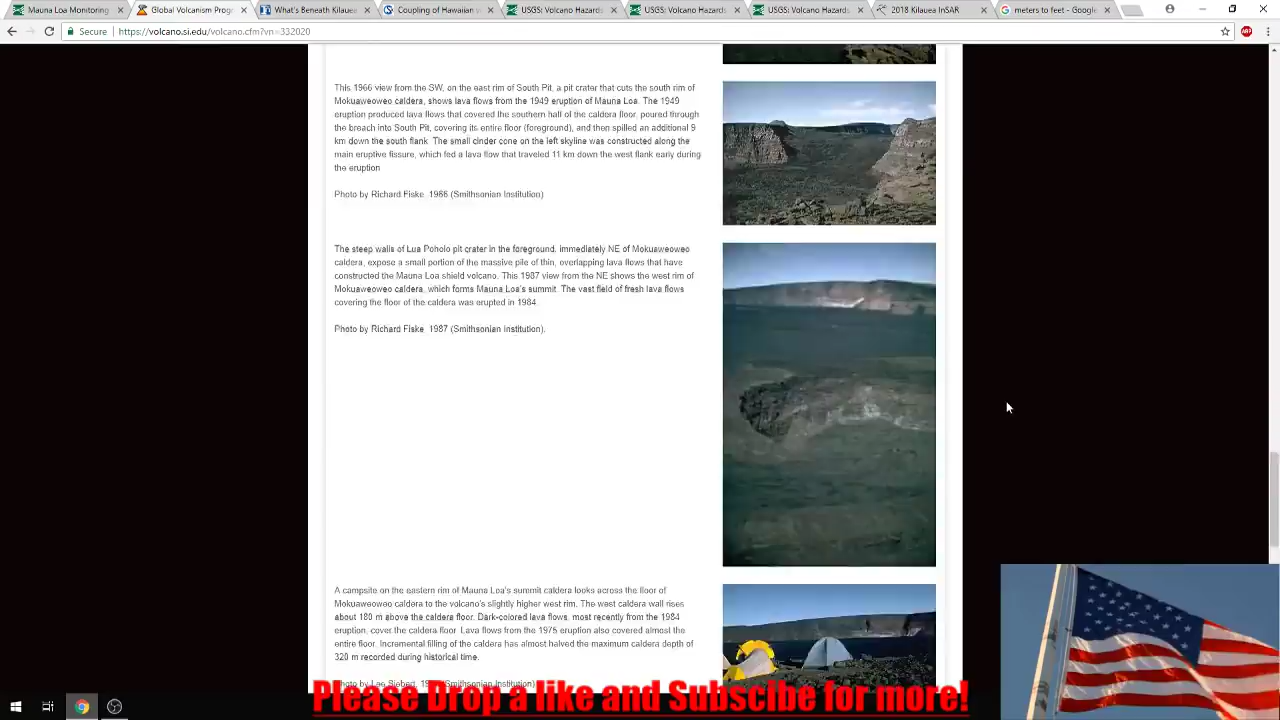 Mauna Loa Monitoring
Global Volcanism Prog
What's Beneath Kilauea
Coupling of Hawaiian v
USGS: Volcano Hazards
USGS: Volcano Hazards
USGS: Volcano Hazards
2018 Kilauea InSAR
meters to feet - Google
Secure
https://volcano.si.edu/volcano.cfm?vn=332020
ABP
This 1966 view from the SW, on the east rim of South Pit, a pit crater that cuts the south rim of
Mokuaweoweo caldera, shows lava flows from the 1949 eruption of Mauna Loa. The 1949
eruption produced lava flows that covered the southern half of the caldera floor, poured through
the breach into South Pit, covering its entire floor (foreground), and then spilled an additional 9
km down the south flank. The small cinder cone on the left skyline was constructed along the
main eruptive fissure, which fed a lava flow that traveled 11 km down the west flank early during
the eruption
Photo by Richard Fiske, 1966 (Smithsonian Institution)
The steep walls of Lua Poholo pit crater in the foreground, immediately NE of Mokuaweoweo
caldera, expose a small portion of the massive pile of thin, overlapping lava flows that have
constructed the Mauna Loa shield volcano. This 1987 view from the NE shows the west rim of
Mokuaweoweo caldera, which forms Mauna Loa's summit. The vast field of fresh lava flows
covering the floor of the caldera was erupted in 1984.
Photo by Richard Fiske, 1987 (Smithsonian Institution).
A campsite on the eastern rim of Mauna Loa's summit caldera looks across the floor of
Mokuaweoweo caldera to the volcano's slightly higher west rim. The west caldera wall rises
about 180 m above the caldera floor. Dark-colored lava flows, most recently from the 1984
eruption, cover the caldera floor. Lava flows from the 1975 eruption also covered almost the
entire floor. Incremental filling of the caldera has almost halved the maximum caldera depth of
320 m recorded during historical time.
Photo by Lee Siebert, (Smithsonian Institution)
Please Drop a like and Subscibe for more!